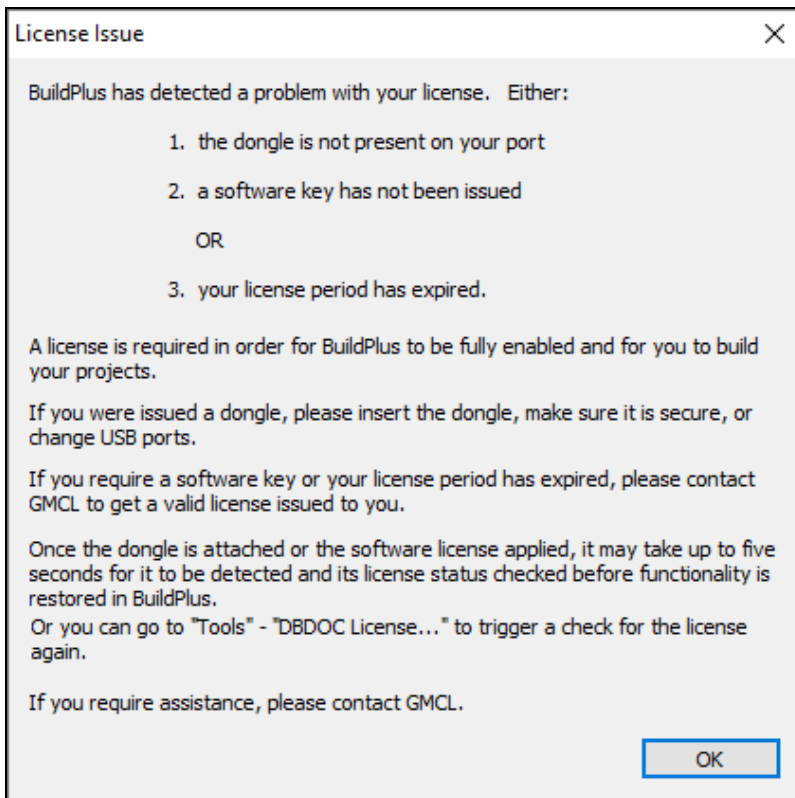 License Issue
BuildPlus has detected a problem with your license. Either:
1. the dongle is not present on your port
2. a software key has not been issued
OR
3. your license period has expired.
A license is required in order for BuildPlus to be fully enabled and for you to build
your projects.
If you were issued a dongle, please insert the dongle, make sure it is secure, or
change USB ports.
If you require a software key or your license period has expired, please contact
GMCL to get a valid license issued to you.
Once the dongle is attached or the software license applied, it may take up to five
seconds for it to be detected and its license status checked before functionality is
restored in BuildPlus.
Or you can go to "Tools" - "DBDOC License..." to trigger a check for the license
again.
If you require assistance, please contact GMCL.
OK